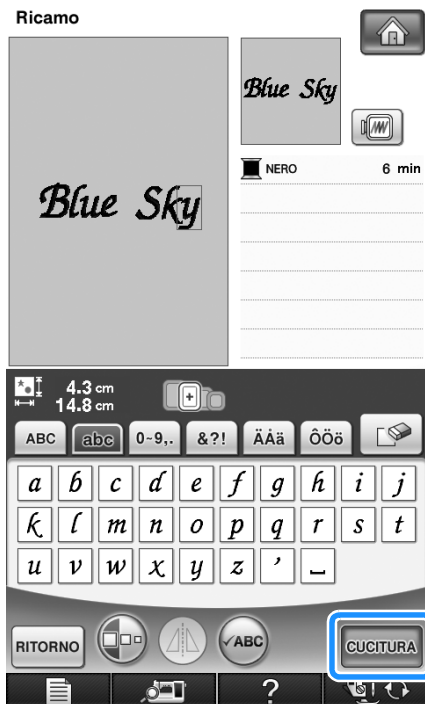 Ricamo
Blue Sky
Blue Sky
NERO 6 min
4.3 cm
14.8 cm
ABC abc 0~9,. &?! ÄÅä ÔÖö
a b c d e f g h i j
k l m n o p q r s t
u v w x y z ’ ⎵
RITORNO ✓ABC CUCITURA
?